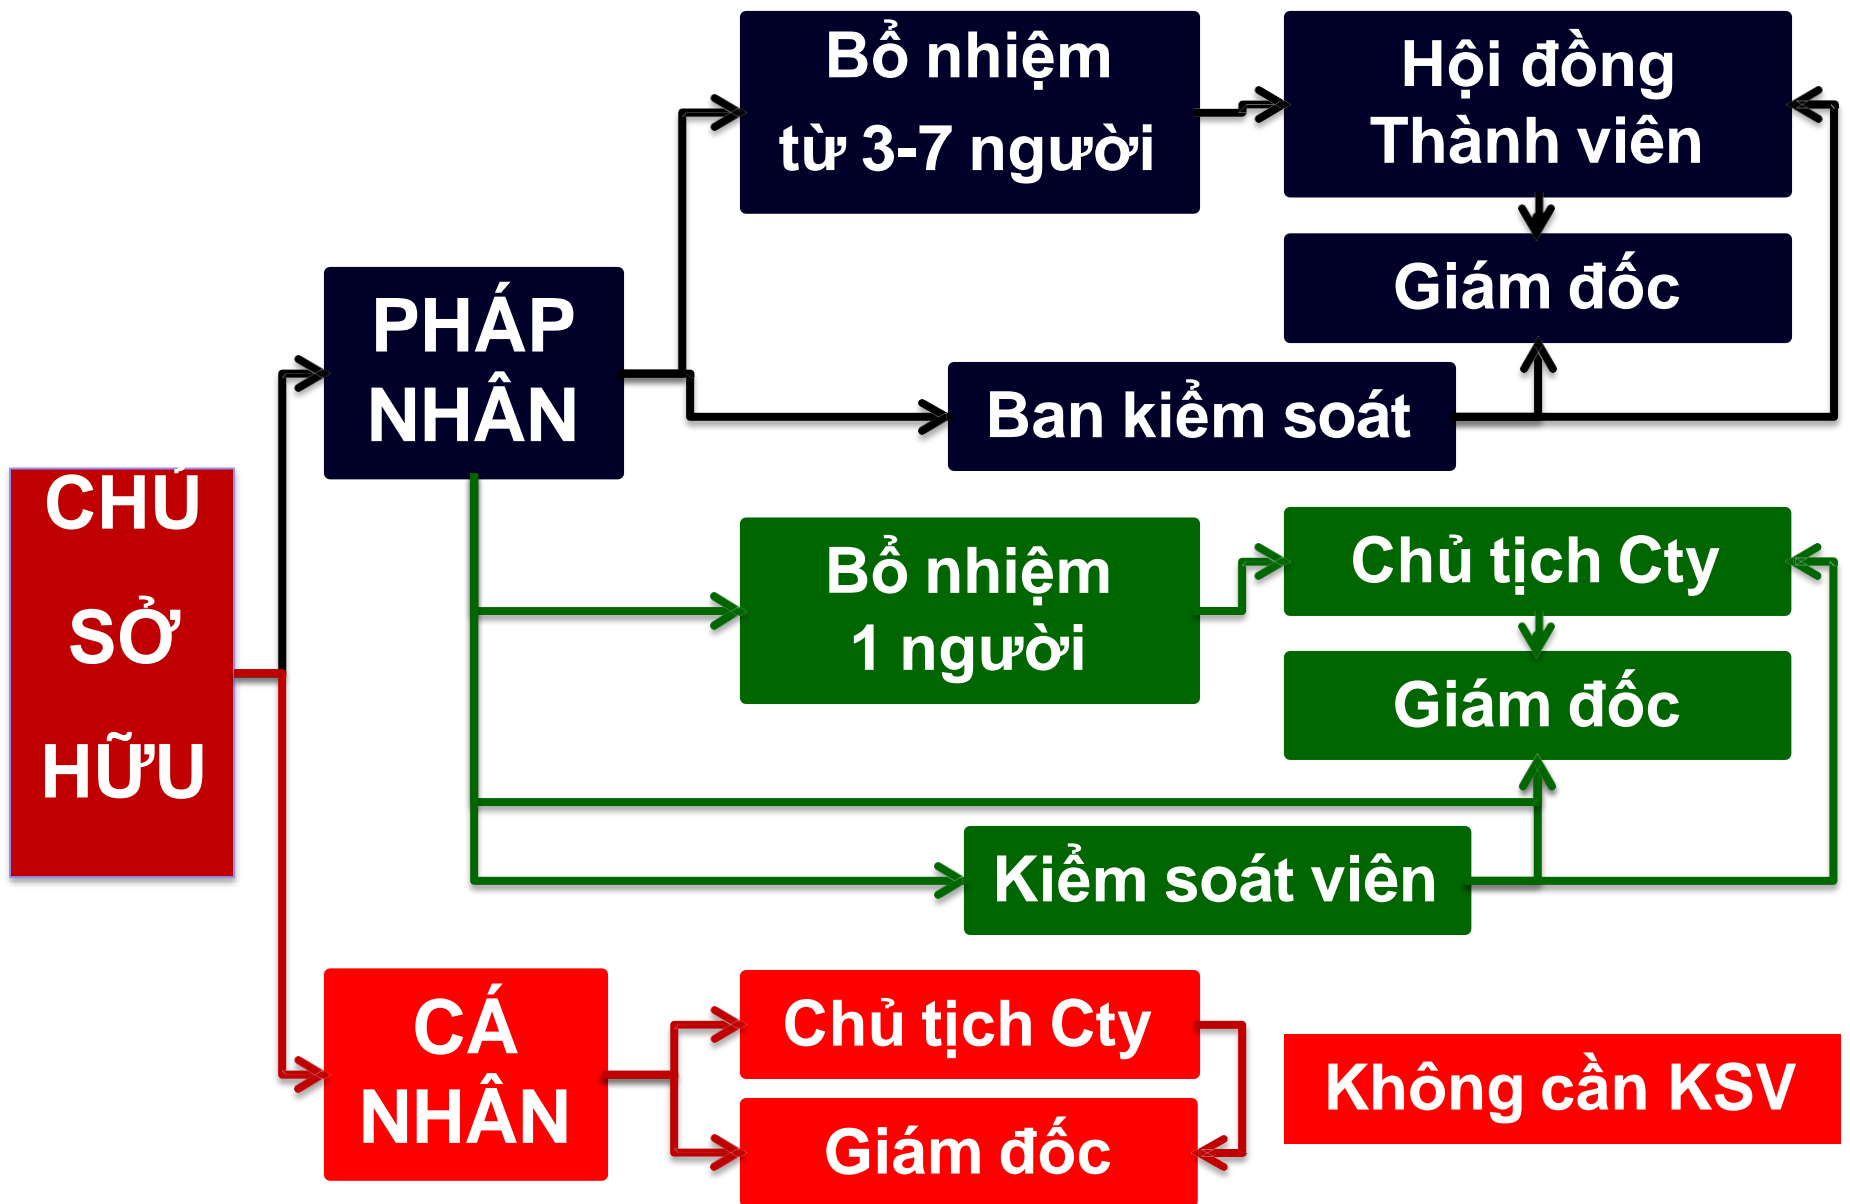 CHỦ
SỞ
HỮU
PHÁP
NHÂN
Bổ nhiệm
từ 3-7 người
Hội đồng
Thành viên
Giám đốc
Ban kiểm soát
Bổ nhiệm
1 người
Chủ tịch Cty
Giám đốc
Kiểm soát viên
CÁ
NHÂN
Chủ tịch Cty
Giám đốc
Không cần KSV